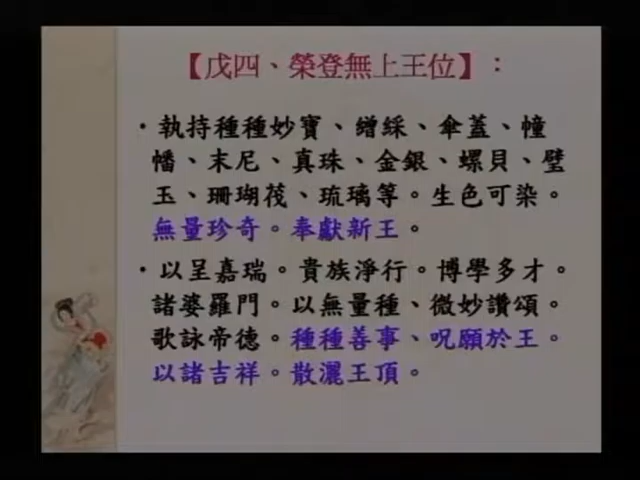 【戊四、榮登無上王位】：
・執持種種妙寶、繒綵、傘蓋、幢
幡、末尼、真珠、金銀、螺貝、璧
玉、珊瑚茷、琉璃等。生色可染。
無量珍奇。奉獻新王。
・以呈嘉瑞。貴族淨行。博學多才。
諸婆羅門。以無量種、微妙讚頌。
歌詠帝德。種種善事、呪願於王。
以諸吉祥。散灑王頂。